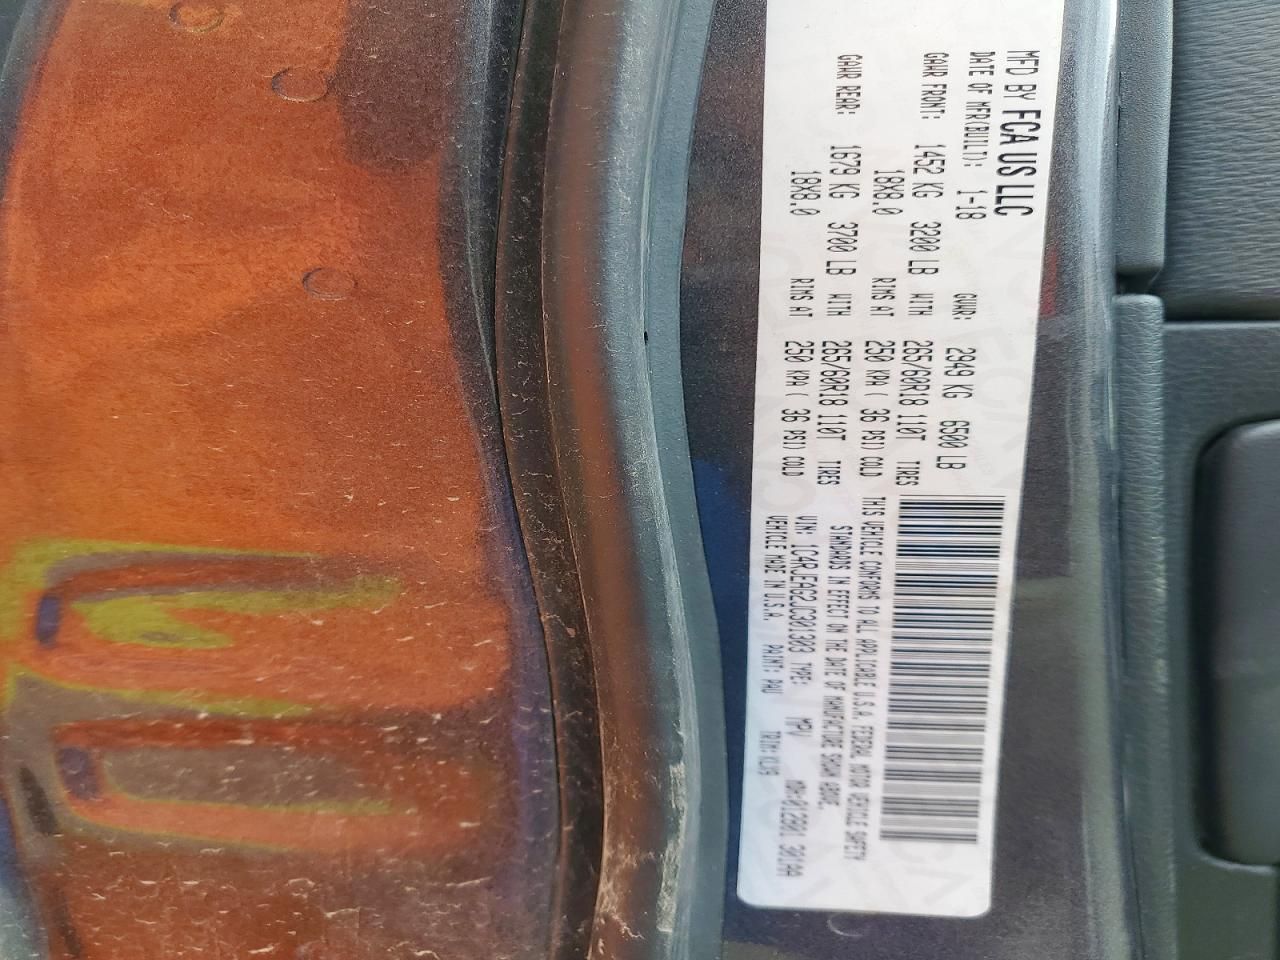 MFD BY FCA US LLC
DATE OF MFR(BUILT): 1-18 GVWR: 2949 KG 6500 LB
GAWR FRONT: 1452 KG 3200 LB WITH 265/60R18 110T TIRES
18X8.0 RIMS AT 250 KPA ( 36 PSI) COLD
GAWR REAR: 1679 KG 3700 LB WITH 265/60R18 110T TIRES
18X8.0 RIMS AT 250 KPA ( 36 PSI) COLD
THIS VEHICLE CONFORMS TO ALL APPLICABLE U.S.A. FEDERAL MOTOR VEHICLE SAFETY
STANDARDS IN EFFECT ON THE DATE OF MANUFACTURE SHOWN ABOVE.
VIN: 1C4RJEAG2JC301303 TYPE: MPV
VEHICLE MADE IN U.S.A. PAINT: PAU TRIM: